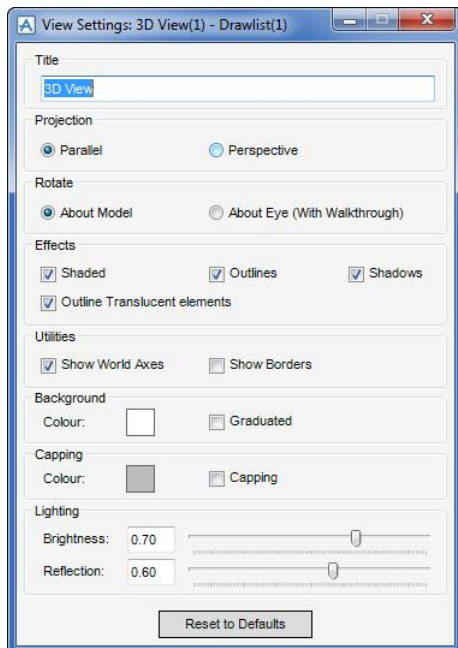 View Settings: 3D View(1) - Drawlist(1)
Title
3D View
Projection
Parallel Perspective
Rotate
About Model About Eye (With Walkthrough)
Effects
Shaded Outlines Shadows
Outline Translucent elements
Utilities
Show World Axes Show Borders
Background
Colour: Graduated
Capping
Colour: Capping
Lighting
Brightness: 0.70
Reflection: 0.60
Reset to Defaults